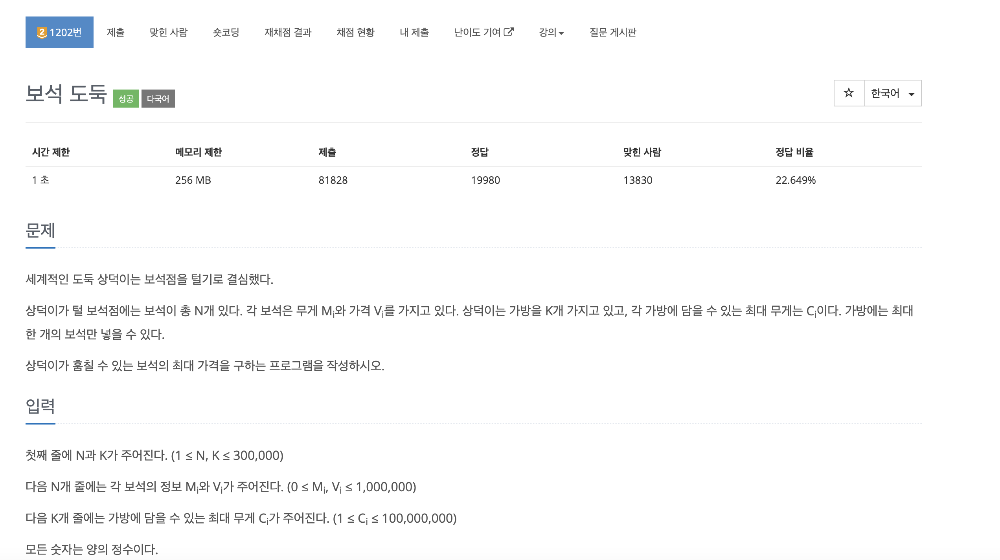 2 1202번 제출 맞힌 사람 숏코딩 재채점 결과 채점 현황 내 제출 난이도 기여 강의 질문 게시판
보석 도둑 성공 다국어 한국어
시간 제한 메모리 제한 제출 정답 맞힌 사람 정답 비율
1 초 256 MB 81828 19980 13830 22.649%
문제
세계적인 도둑 상덕이는 보석점을 털기로 결심했다.
상덕이가 털 보석점에는 보석이 총 N개 있다. 각 보석은 무게 Mi와 가격 Vi를 가지고 있다. 상덕이는 가방을 K개 가지고 있고, 각 가방에 담을 수 있는 최대 무게는 Ci이다. 가방에는 최대
한 개의 보석만 넣을 수 있다.
상덕이가 훔칠 수 있는 보석의 최대 가격을 구하는 프로그램을 작성하시오.
입력
첫째 줄에 N과 K가 주어진다. (1 ≤ N, K ≤ 300,000)
다음 N개 줄에는 각 보석의 정보 Mi와 Vi가 주어진다. (0 ≤ Mi, Vi ≤ 1,000,000)
다음 K개 줄에는 가방에 담을 수 있는 최대 무게 Ci가 주어진다. (1 ≤ Ci ≤ 100,000,000)
모든 숫자는 양의 정수이다.